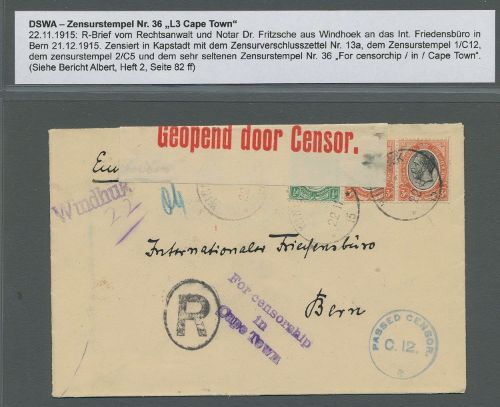 DSWA – Zensurstempel Nr. 36 „L3 Cape Town“
22.11.1915: R-Brief vom Rechtsanwalt und Notar Dr. Fritzsche aus Windhoek an das Int. Friedensbüro in
Bern 21.12.1915. Zensiert in Kapstadt mit dem Zensurverschlusszettel Nr. 13a, dem Zensurstempel 1/C12,
dem zensurstempel 2/C5 und dem sehr seltenen Zensurstempel Nr. 36 „For censorchip / in / Cape Town“.
(Siehe Bericht Albert, Heft 2, Seite 82 ff)
Geopend door Censor.
Windhuk
22
Internationaler Friedensbüro
Bern
R
For censorship
in
Cape Town
PASSED CENSOR.
C. 12.